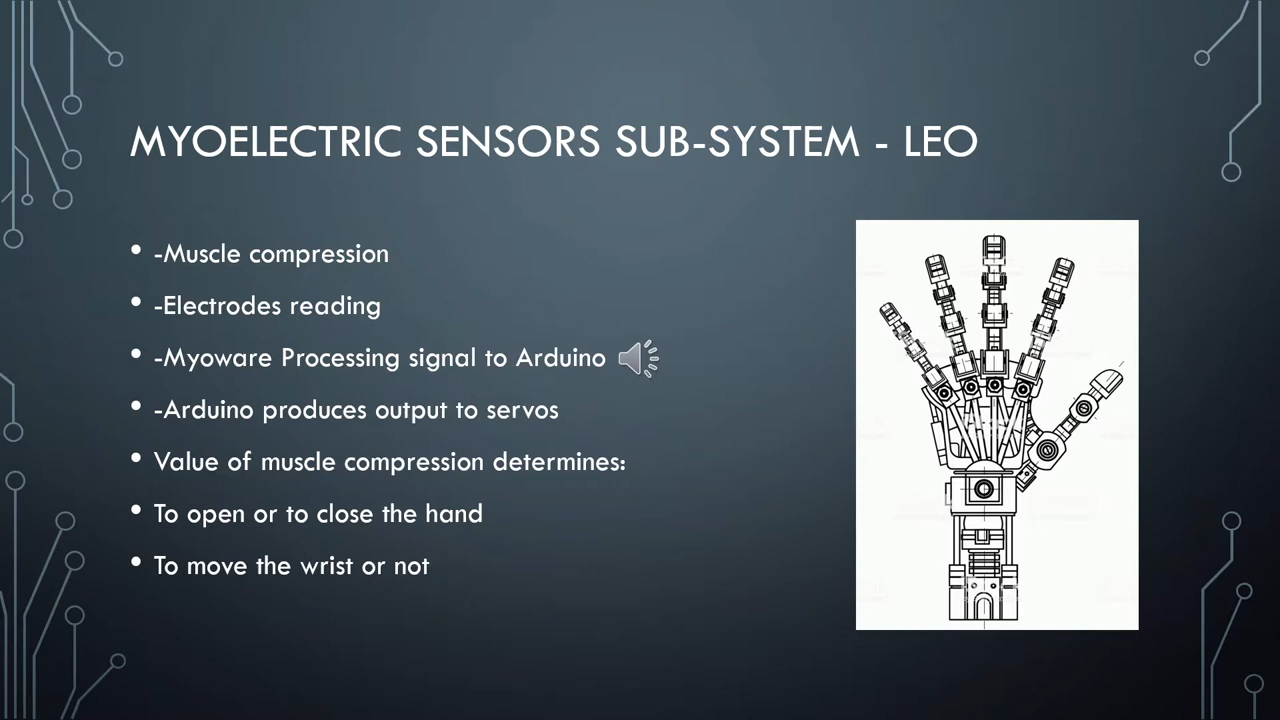 MYOELECTRIC SENSORS SUB-SYSTEM - LEO
• -Muscle compression
• -Electrodes reading
• -Myoware Processing signal to Arduino
• -Arduino produces output to servos
• Value of muscle compression determines:
• To open or to close the hand
• To move the wrist or not